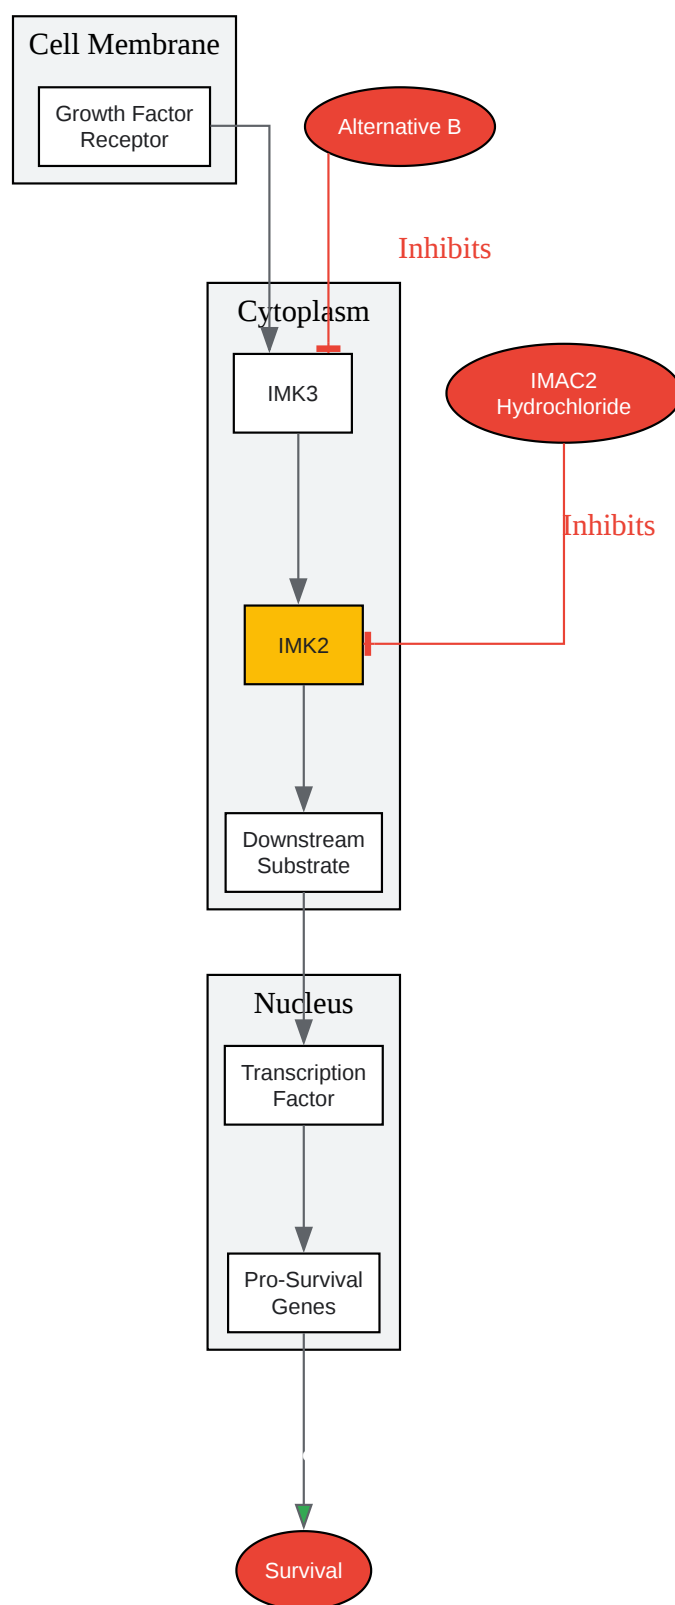 Cell Membrane
Growth Factor
Receptor
Alternative B
Inhibits
Cytoplasm
IMK3
IMAC2
Hydrochloride
Inhibits
IMK2
Downstream
Substrate
Nucleus
Transcription
Factor
Pro-Survival
Genes
Survival